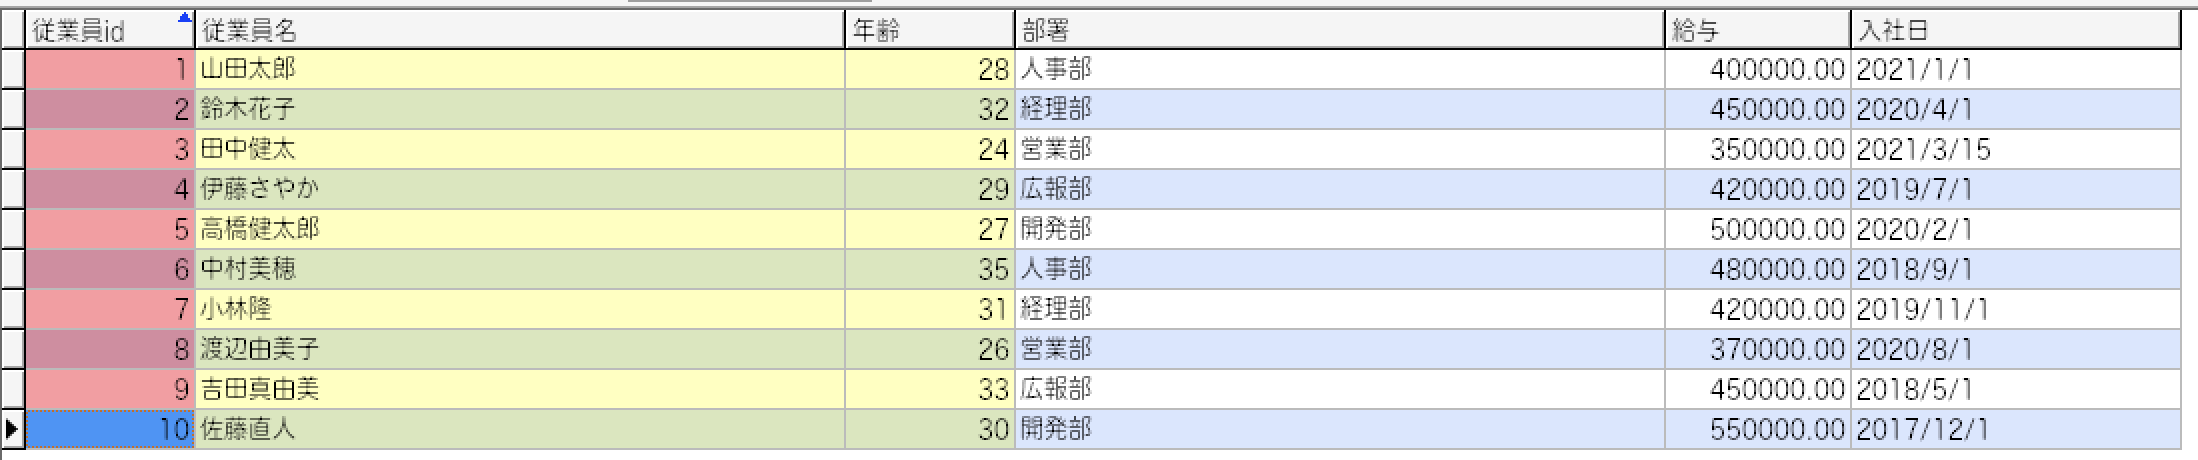 従業員id 従業員名 年齢 部署 給与 入社日
1 山田太郎 28 人事部 400000.00 2021/1/1
2 鈴木花子 32 経理部 450000.00 2020/4/1
3 田中健太 24 営業部 350000.00 2021/3/15
4 伊藤さやか 29 広報部 420000.00 2019/7/1
5 高橋健太郎 27 開発部 500000.00 2020/2/1
6 中村美穂 35 人事部 480000.00 2018/9/1
7 小林隆 31 経理部 420000.00 2019/11/1
8 渡辺由美子 26 営業部 370000.00 2020/8/1
9 吉田真由美 33 広報部 450000.00 2018/5/1
10 佐藤直人 30 開発部 550000.00 2017/12/1